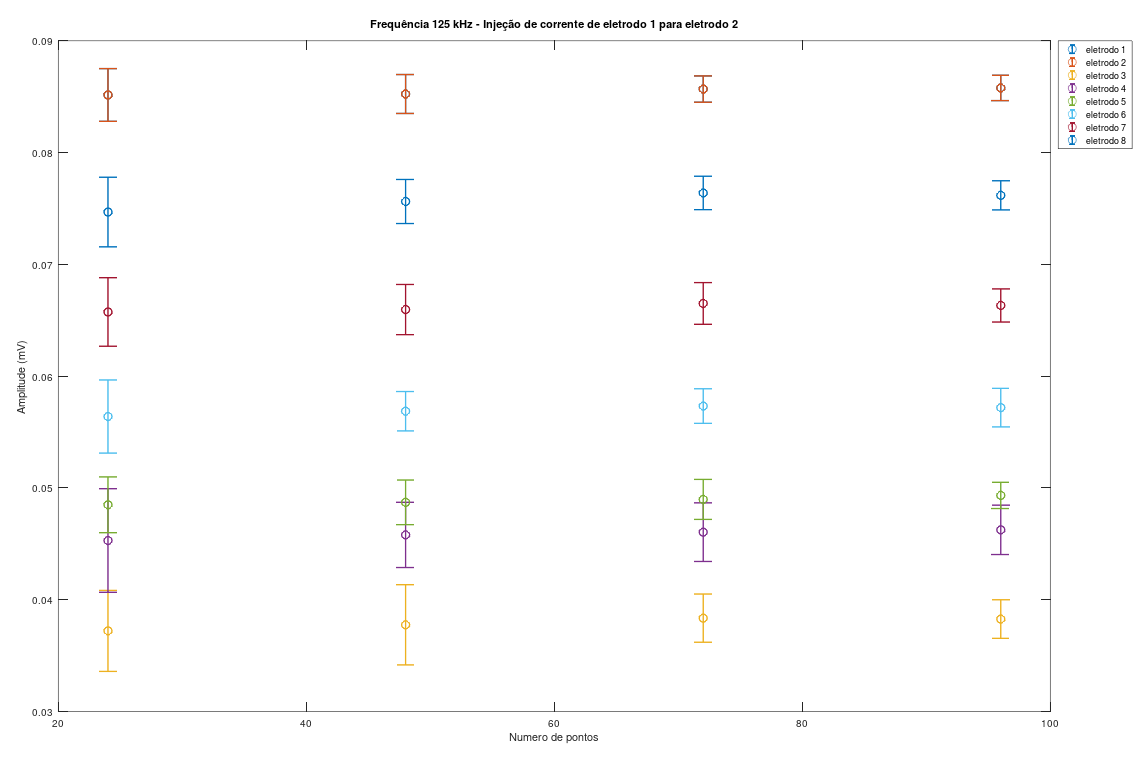 Frequência 125 kHz - Injeção de corrente de eletrodo 1 para eletrodo 2
0.09
0.08
0.07
0.06
0.05
0.04
0.03
Amplitude (mV)
20
40
60
80
100
Numero de pontos
eletrodo 1
eletrodo 2
eletrodo 3
eletrodo 4
eletrodo 5
eletrodo 6
eletrodo 7
eletrodo 8